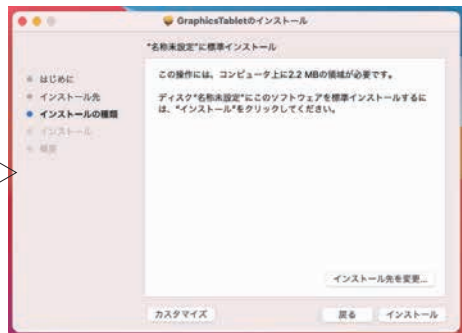 GraphicsTabletのインストール
"名称未設定"に標準インストール
はじめに
インストール先
インストールの種類
インストール
概要
この操作には、コンピュータ上に2.2 MBの領域が必要です。
ディスク"名称未設定"にこのソフトウェアを標準インストールするに
は、"インストール"をクリックしてください。
インストール先を変更...
カスタマイズ
戻る
インストール